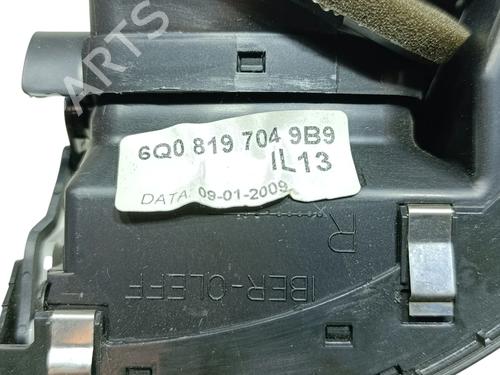 ARTS
6Q0 819 704 9B9
IL13
DATA 09-01-2009
R
IBER-OLEFF